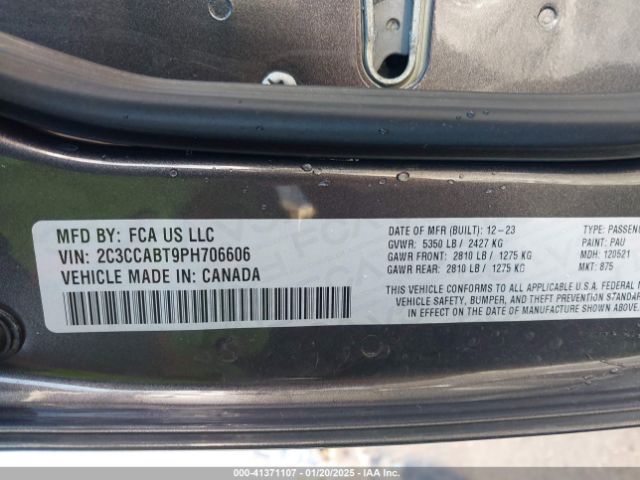 MFD BY: FCA US LLC
VIN: 2C3CCABT9PH706606
VEHICLE MADE IN: CANADA
DATE OF MFR (BUILT): 12-23
GVWR: 5350 LB / 2427 KG
GAWR FRONT: 2810 LB / 1275 KG
GAWR REAR: 2810 LB / 1275 KG
TYPE: PASSEN
PAINT: PAU
MDH: 120521
MKT: 875
THIS VEHICLE CONFORMS TO ALL APPLICABLE U.S.A. FEDERAL
VEHICLE SAFETY, BUMPER, AND THEFT PREVENTION STANDAR
IN EFFECT ON THE DATE OF MANUFACTURE SHOWN ABOVE.
000-41371107 - 01/20/2025 - IAA Inc.